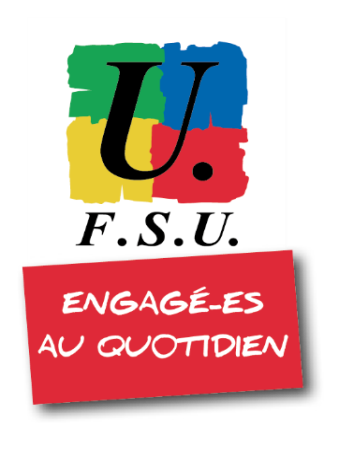 U.
F.S.U.
ENGAGÉ-ES
AU QUOTIDIEN